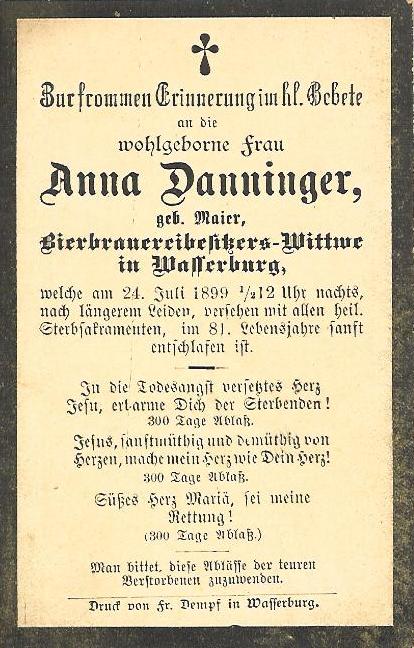 Zur frommen Erinnerung im hl. Gebete
an die
wohlgeborne Frau
Anna Danninger,
geb. Maier,
Bierbrauereibesitzers-Wittwe
in Wasserburg,
welche am 24. Juli 1899 ½12 Uhr nachts,
nach längerem Leiden, versehen mit allen heil.
Sterbsakramenten, im 81. Lebensjahre sanft
entschlafen ist.
In die Todesangst versetztes Herz
Jesu, erbarme Dich der Sterbenden!
300 Tage Ablaß.
Jesus, sanftmüthig und demüthig von
Herzen, mache mein Herz wie Dein Herz!
300 Tage Ablaß.
Süßes Herz Mariä, sei meine
Rettung!
(300 Tage Ablaß.)
Man bittet, diese Ablässe der teuren
Verstorbenen zuzuwenden.
Druck von Fr. Dempf in Wasserburg.